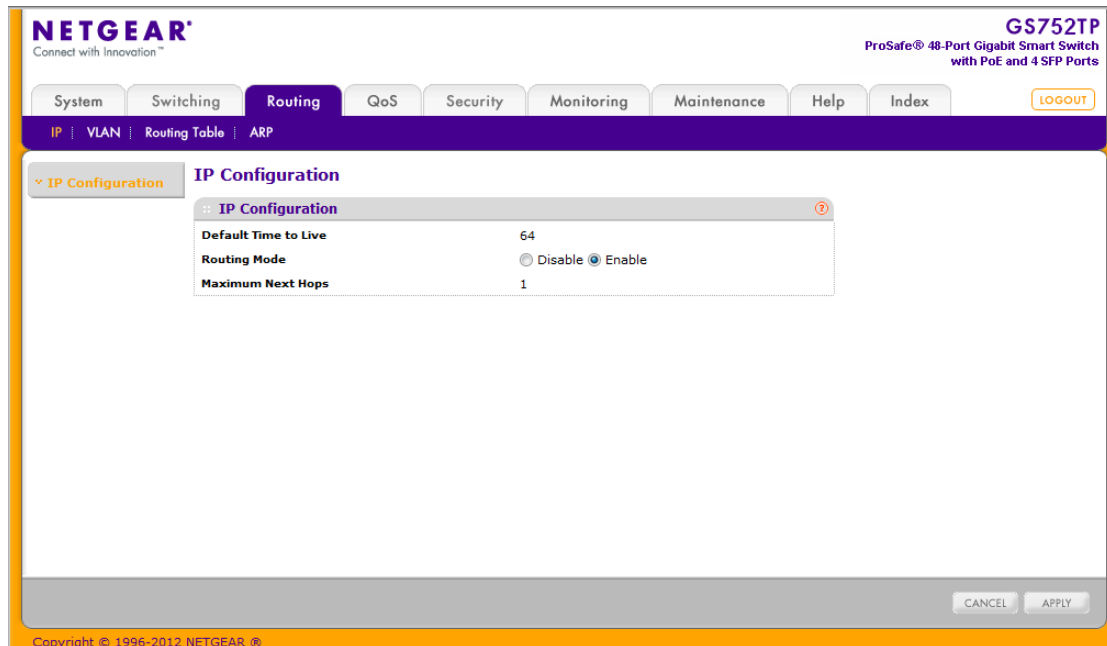 NETGEAR®
Connect with Innovation™
GS752TP
ProSafe® 48-Port Gigabit Smart Switch
with PoE and 4 SFP Ports
System Switching Routing QoS Security Monitoring Maintenance Help Index LOGOUT
IP VLAN Routing Table ARP
IP Configuration
IP Configuration
IP Configuration ?
Default Time to Live 64
Routing Mode Disable Enable
Maximum Next Hops 1
CANCEL APPLY
Copyright © 1996-2012 NETGEAR ®